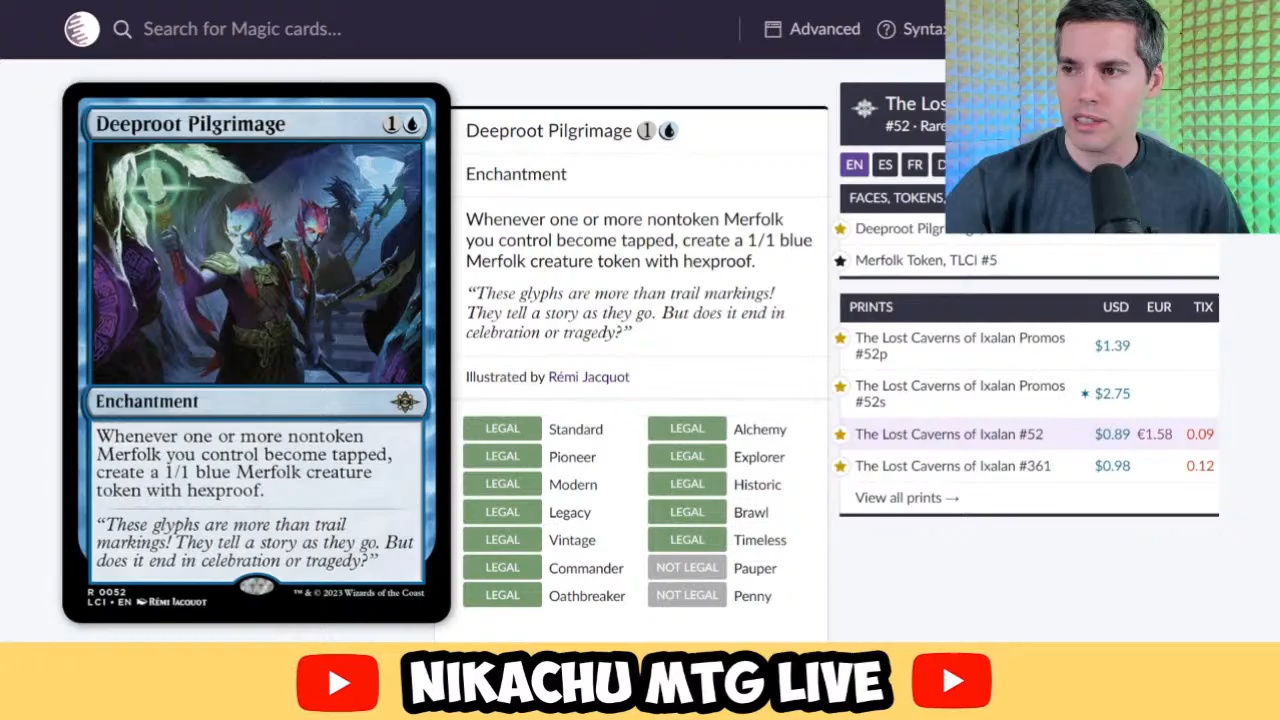 Search for Magic cards...
Advanced
Deeproot Pilgrimage 1
Enchantment
Whenever one or more nontoken
Merfolk you control become tapped,
create a 1/1 blue Merfolk creature
token with hexproof.
"These glyphs are more than trail
markings! They tell a story as they go. But
does it end in celebration or tragedy?"
R 0052
LCI • EN Rémi Jacquot
™ & © 2023 Wizards of the Coast
Deeproot Pilgrimage 1
Enchantment
Whenever one or more nontoken Merfolk
you control become tapped, create a 1/1 blue
Merfolk creature token with hexproof.
"These glyphs are more than trail markings!
They tell a story as they go. But does it end in
celebration or tragedy?"
Illustrated by Rémi Jacquot
LEGAL Standard LEGAL Alchemy
LEGAL Pioneer LEGAL Explorer
LEGAL Modern LEGAL Historic
LEGAL Legacy LEGAL Brawl
LEGAL Vintage LEGAL Timeless
LEGAL Commander NOT LEGAL Pauper
LEGAL Oathbreaker NOT LEGAL Penny
The Los
#52 · Rare
EN ES FR D
FACES, TOKENS,
Deeproot Pilgr
Merfolk Token, TLCI #5
PRINTS USD EUR TIX
The Lost Caverns of Ixalan Promos
#52p $1.39
The Lost Caverns of Ixalan Promos
#52s $2.75
The Lost Caverns of Ixalan #52 $0.89 €1.58 0.09
The Lost Caverns of Ixalan #361 $0.98 0.12
View all prints →
NIKACHU MTG LIVE